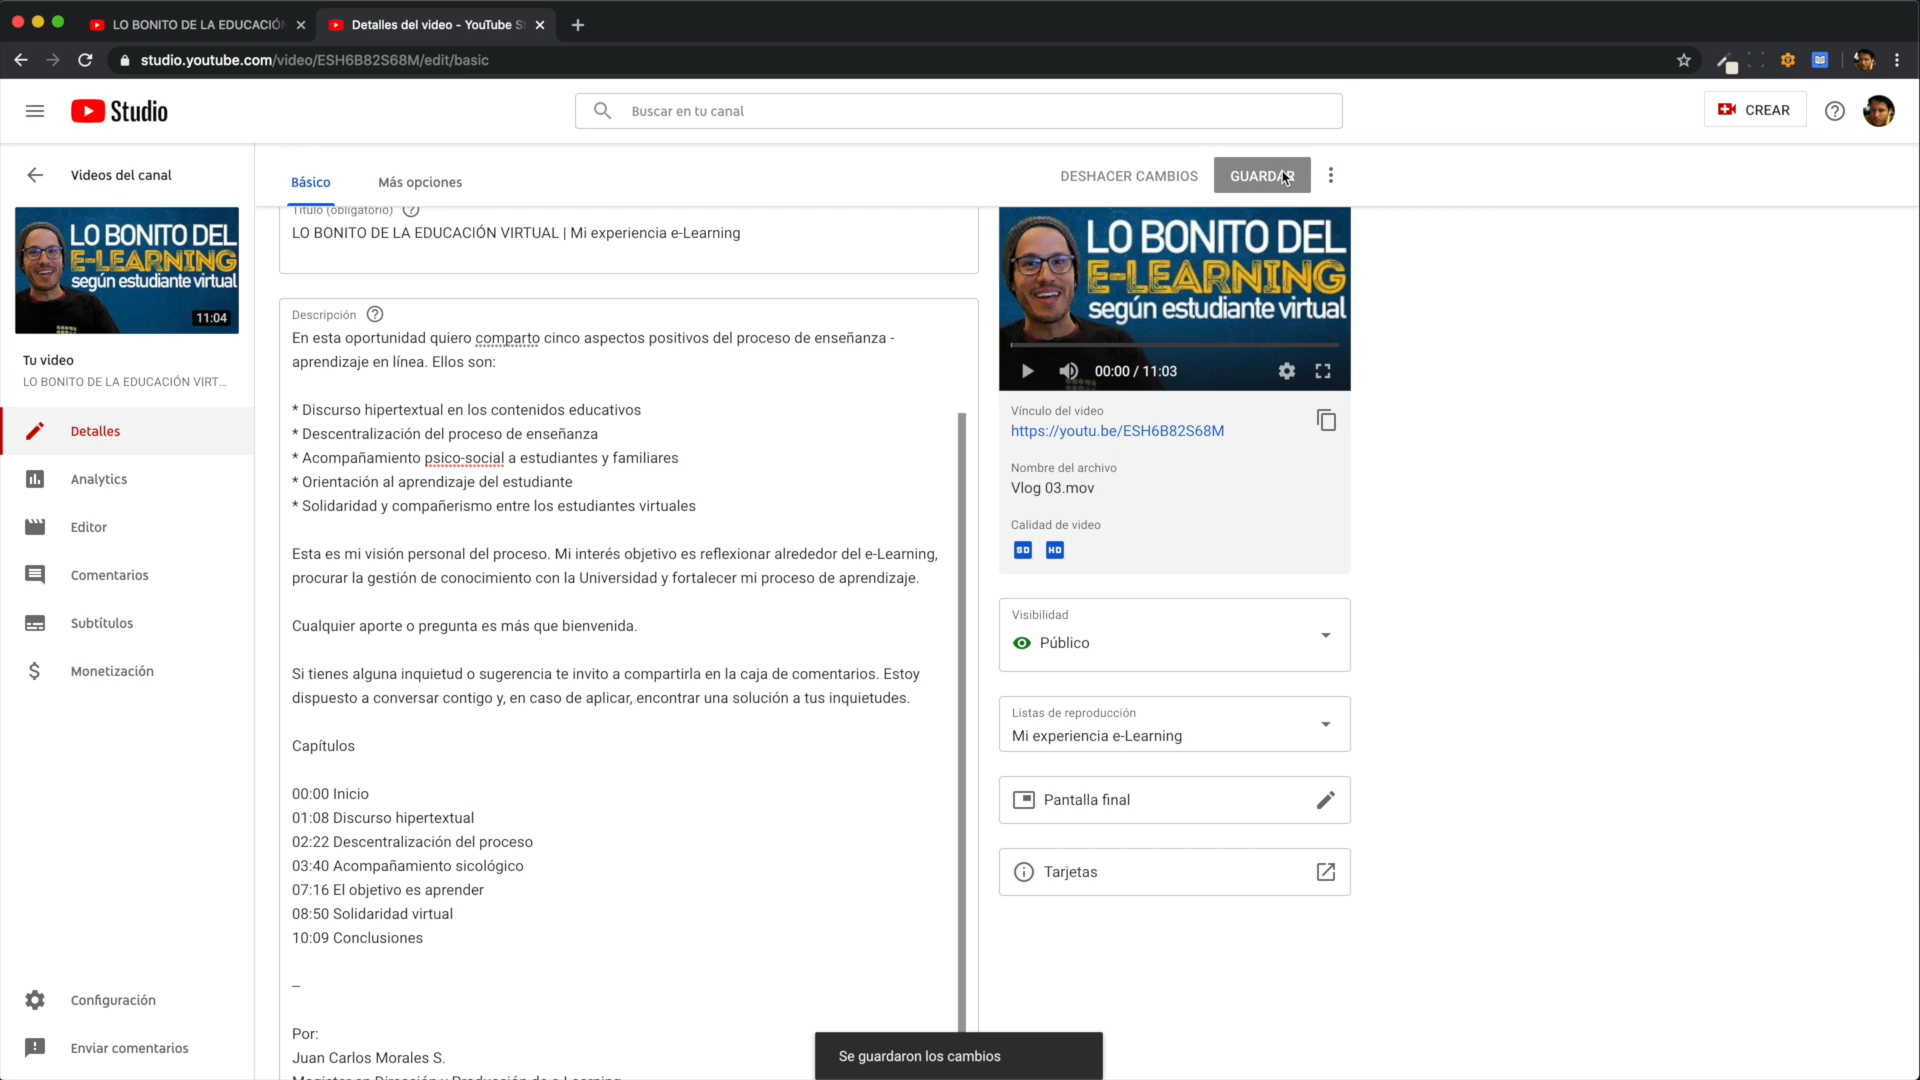 LO BONITO DE LA EDUCACIÓN
Detalles del video - YouTube S
studio.youtube.com/video/ESH6B82S68M/edit/basic
Studio
Buscar en tu canal
CREAR
Videos del canal
Básico
Más opciones
DESHACER CAMBIOS
GUARDAR
LO BONITO DEL
E-LEARNING
según estudiante virtual
11:04
Tu video
LO BONITO DE LA EDUCACIÓN VIRT...
Detalles
Analytics
Editor
Comentarios
Subtítulos
Monetización
Configuración
Enviar comentarios
Título (obligatorio)
LO BONITO DE LA EDUCACIÓN VIRTUAL | Mi experiencia e-Learning
Descripción
En esta oportunidad quiero comparto cinco aspectos positivos del proceso de enseñanza -
aprendizaje en línea. Ellos son:
* Discurso hipertextual en los contenidos educativos
* Descentralización del proceso de enseñanza
* Acompañamiento psico-social a estudiantes y familiares
* Orientación al aprendizaje del estudiante
* Solidaridad y compañerismo entre los estudiantes virtuales
Esta es mi visión personal del proceso. Mi interés objetivo es reflexionar alrededor del e-Learning,
procurar la gestión de conocimiento con la Universidad y fortalecer mi proceso de aprendizaje.
Cualquier aporte o pregunta es más que bienvenida.
Si tienes alguna inquietud o sugerencia te invito a compartirla en la caja de comentarios. Estoy
dispuesto a conversar contigo y, en caso de aplicar, encontrar una solución a tus inquietudes.
Capítulos
00:00 Inicio
01:08 Discurso hipertextual
02:22 Descentralización del proceso
03:40 Acompañamiento sicológico
07:16 El objetivo es aprender
08:50 Solidaridad virtual
10:09 Conclusiones
--
Por:
Juan Carlos Morales S.
Magister en Dirección y Producción de e-Learning
LO BONITO DEL
E-LEARNING
según estudiante virtual
00:00 / 11:03
Vínculo del video
https://youtu.be/ESH6B82S68M
Nombre del archivo
Vlog 03.mov
Calidad de video
SD HD
Visibilidad
Público
Listas de reproducción
Mi experiencia e-Learning
Pantalla final
Tarjetas
Se guardaron los cambios